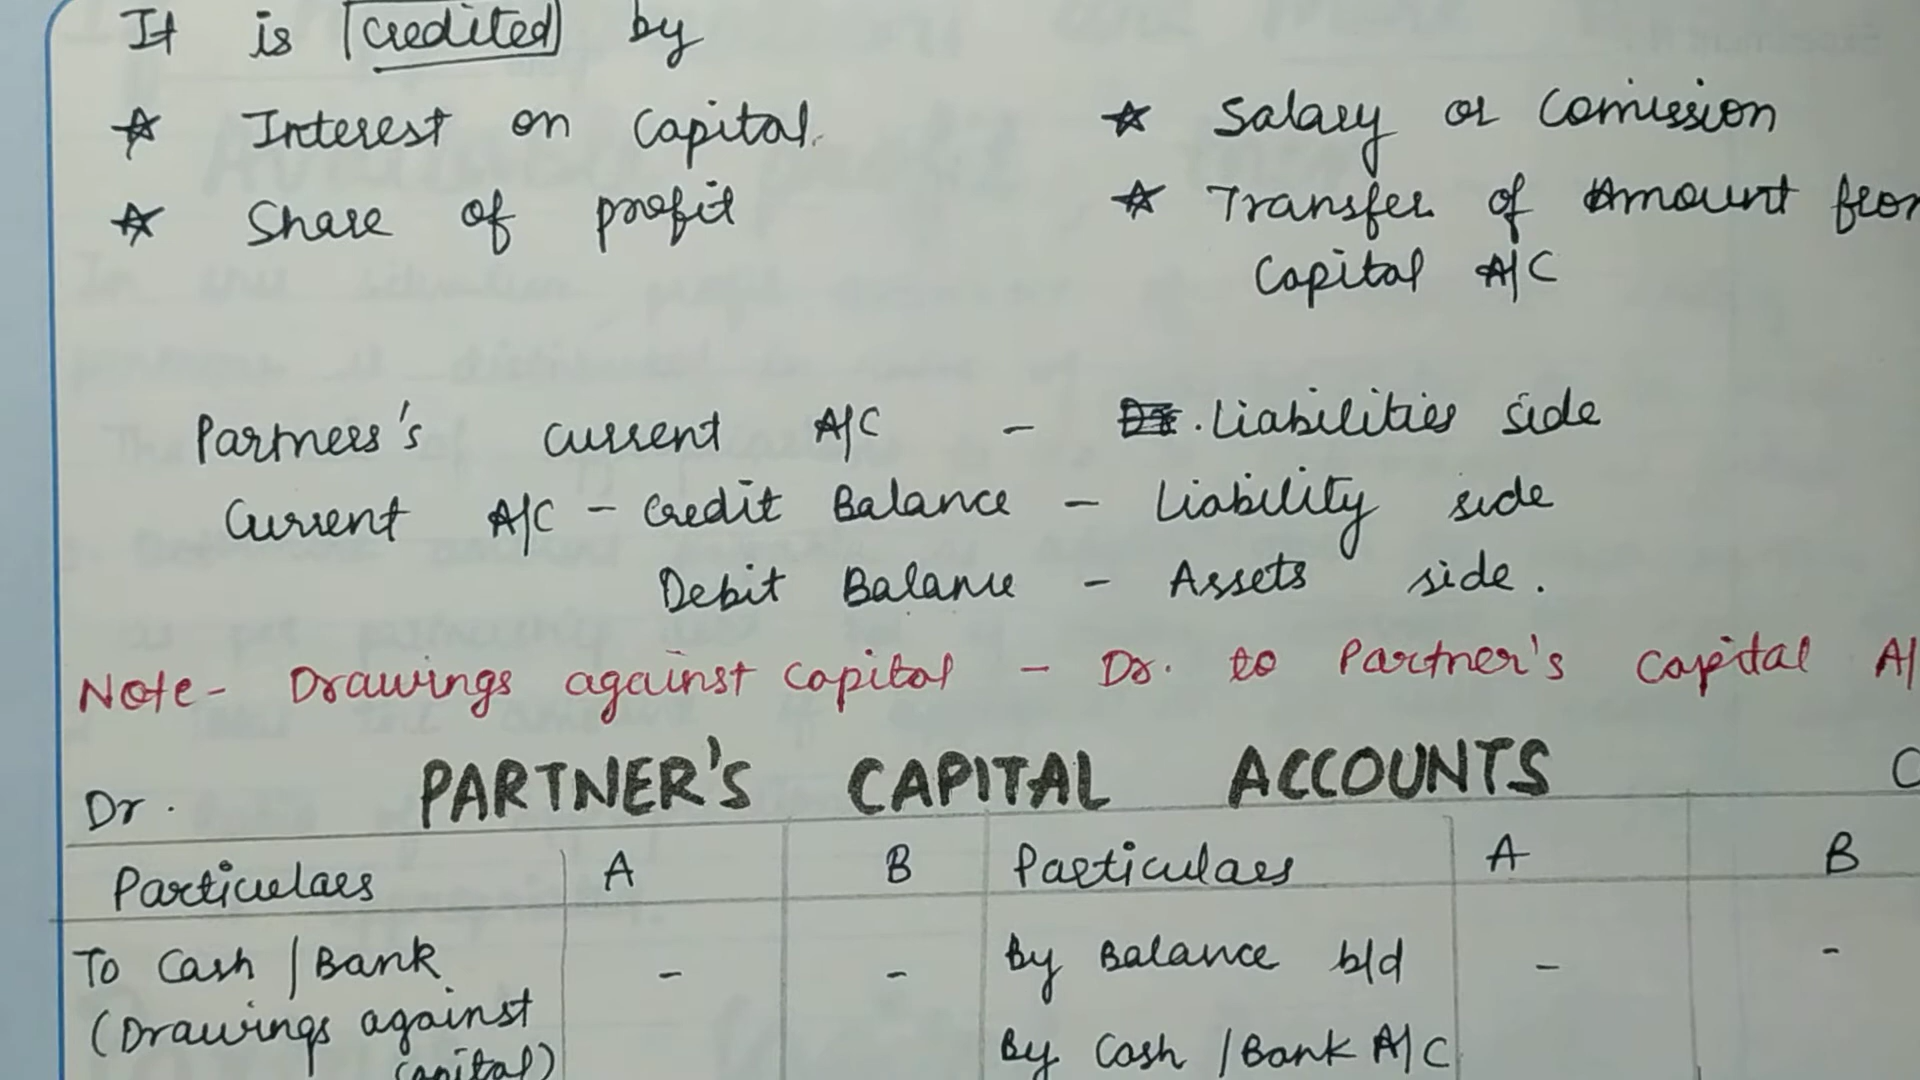 It is credited by
☆ Interest on Capital. ☆ Salary or Comission
☆ Share of profit ☆ Transfer of Amount from
Capital A/C
Partners's current A/C - Liabilities side
Current A/C - Credit Balance - Liability side
Debit Balance - Assets side.
Note - Drawings against Capital - Dr. to Partner's Capital A/
PARTNER'S CAPITAL ACCOUNTS
Dr. C
Particulars A B Particulars A B
To Cash / Bank - - By Balance b/d - -
(Drawings against
capital) By Cash / Bank A/C